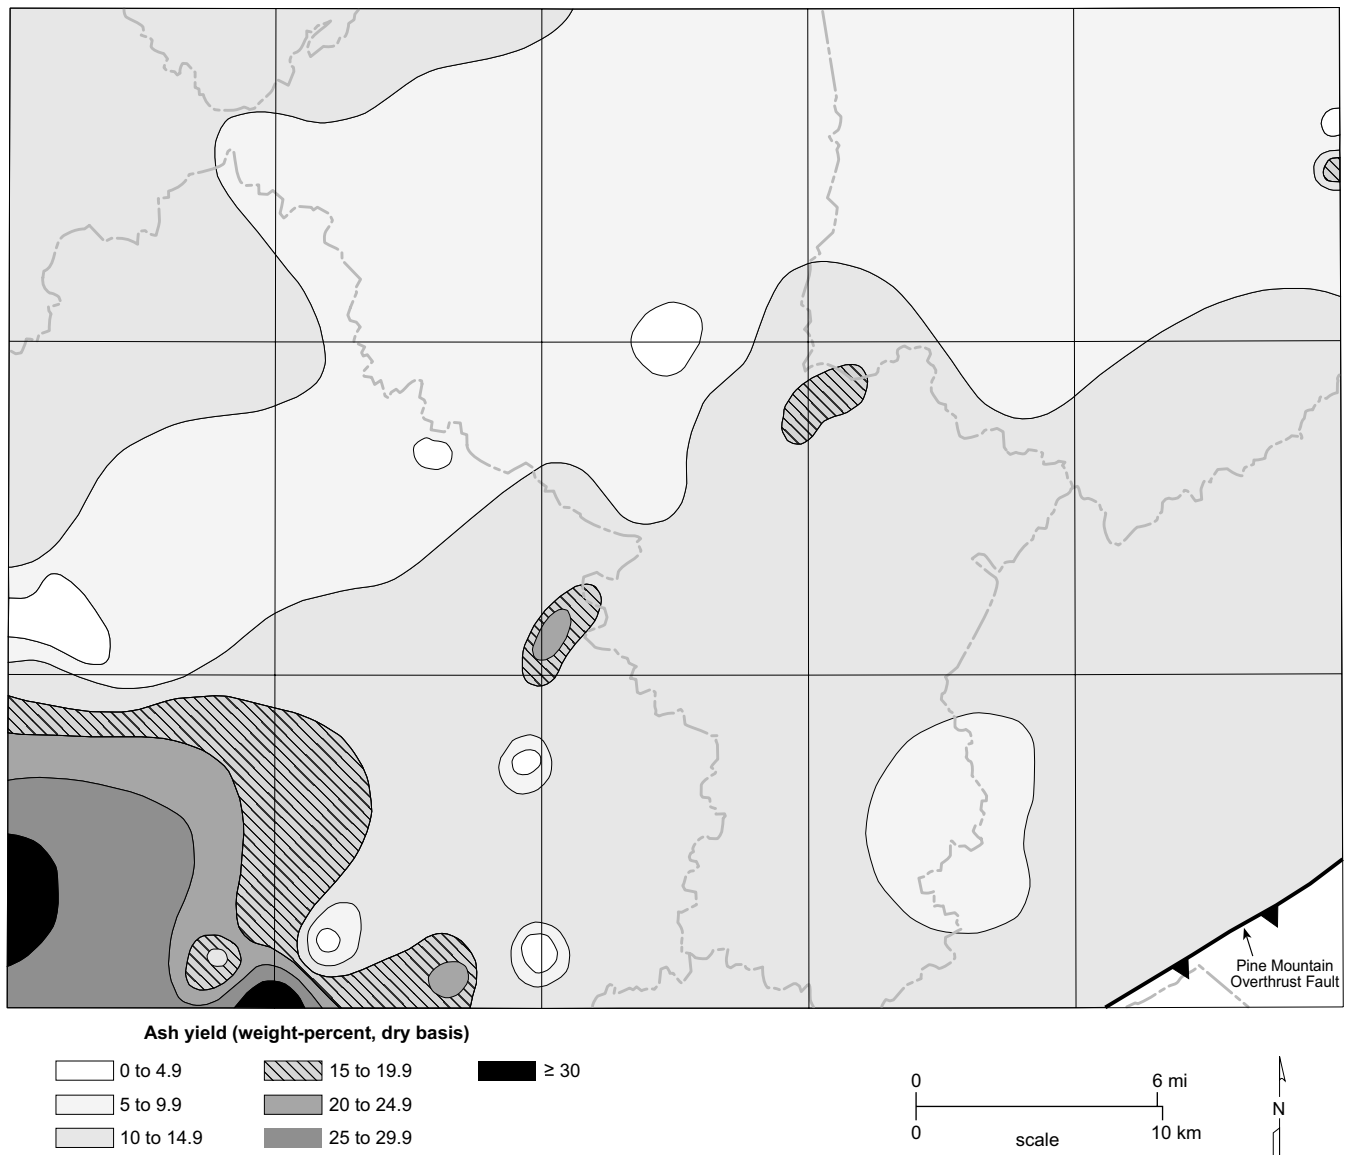 Pine Mountain
Overthrust Fault
Ash yield (weight-percent, dry basis)
0 to 4.9
15 to 19.9
≥ 30
5 to 9.9
20 to 24.9
10 to 14.9
25 to 29.9
0
6 mi
0
10 km
scale
N